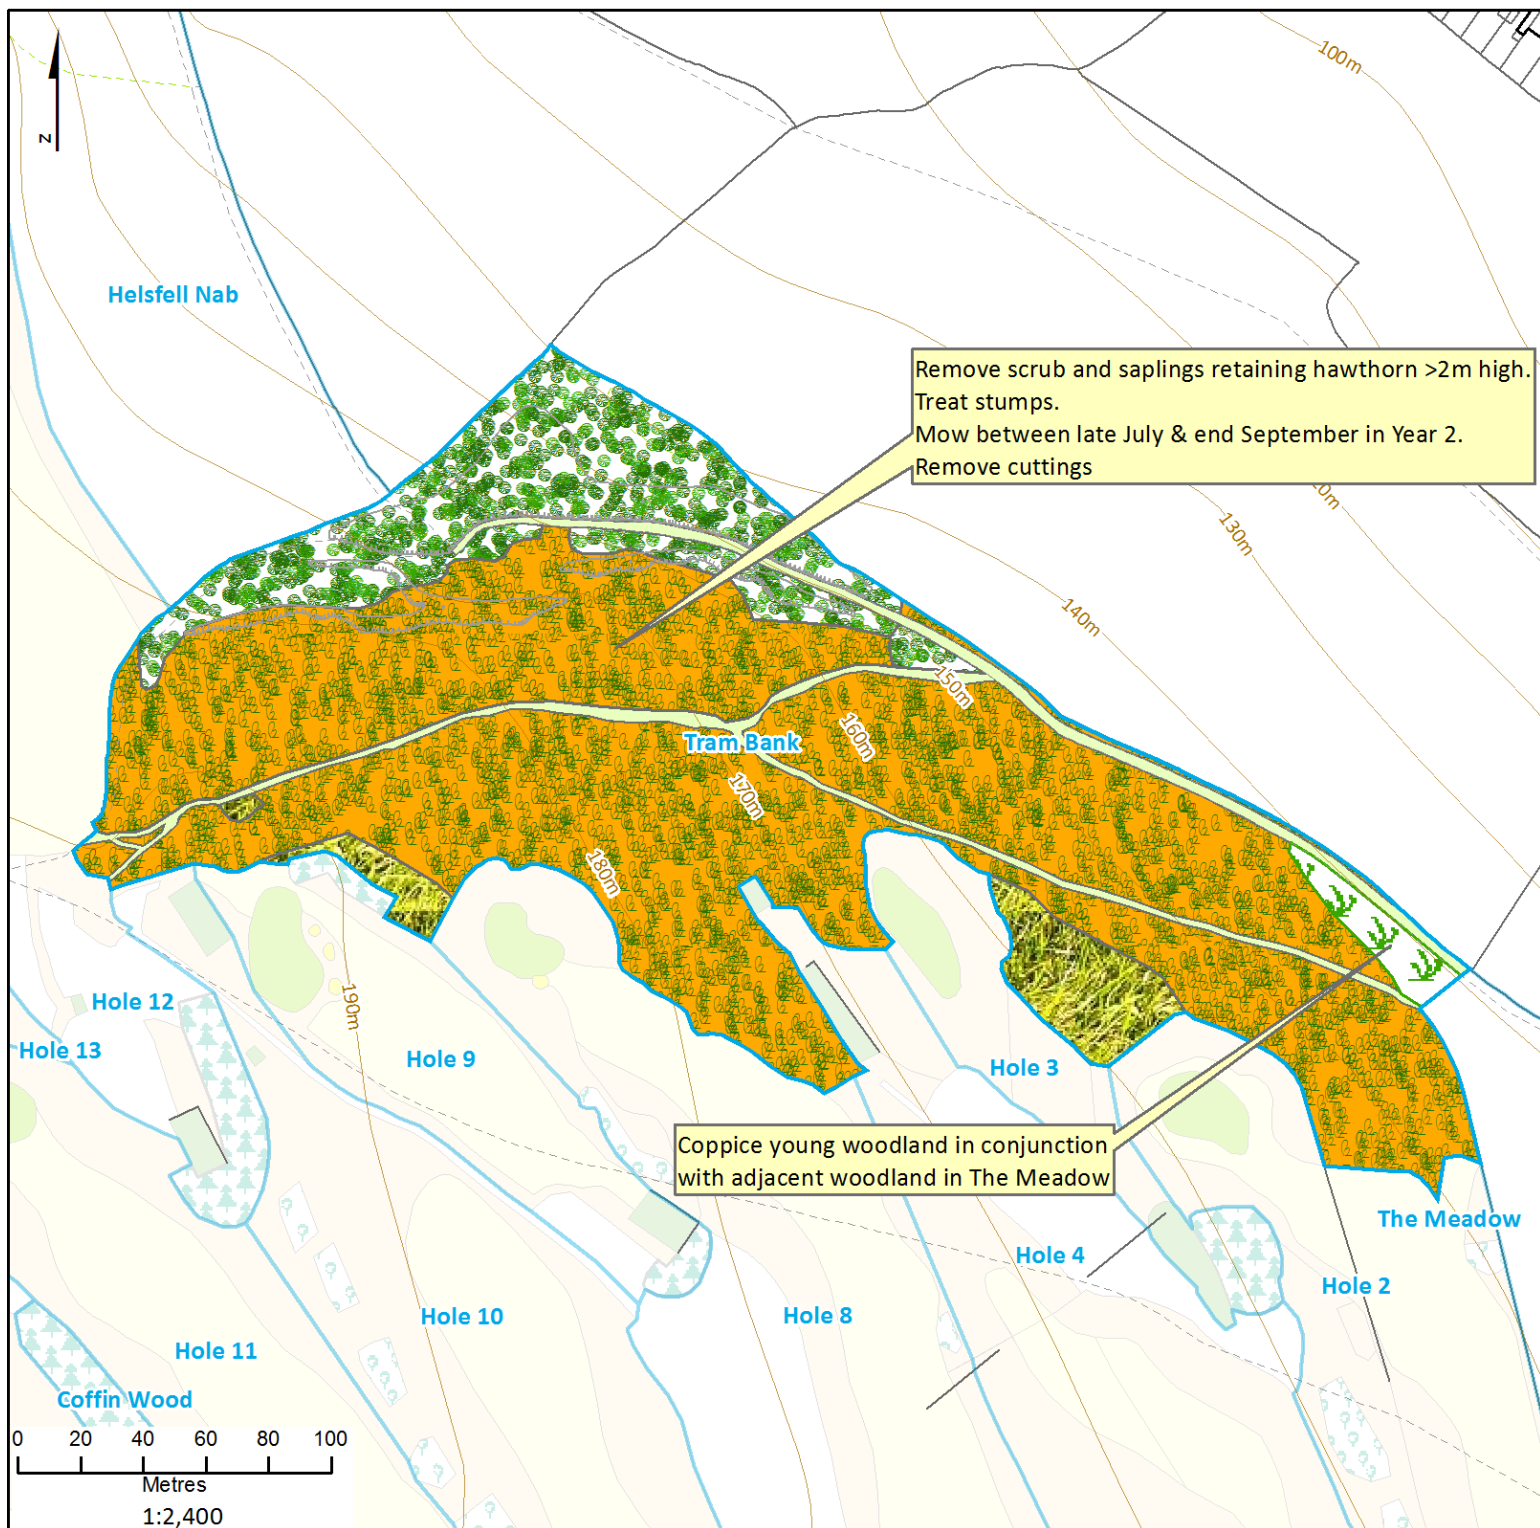 100m
N
Helsfell Nab
Remove scrub and saplings retaining hawthorn >2m high.
Treat stumps.
Mow between late July & end September in Year 2.
Remove cuttings
20m
130m
140m
150m
160m
Tram Bank
170m
180m
190m
Hole 12
Hole 13
Hole 9
Hole 3
Coppice young woodland in conjunction
with adjacent woodland in The Meadow
The Meadow
Hole 4
Hole 2
Hole 10
Hole 8
Hole 11
Coffin Wood
0 20 40 60 80 100
Metres
1:2,400